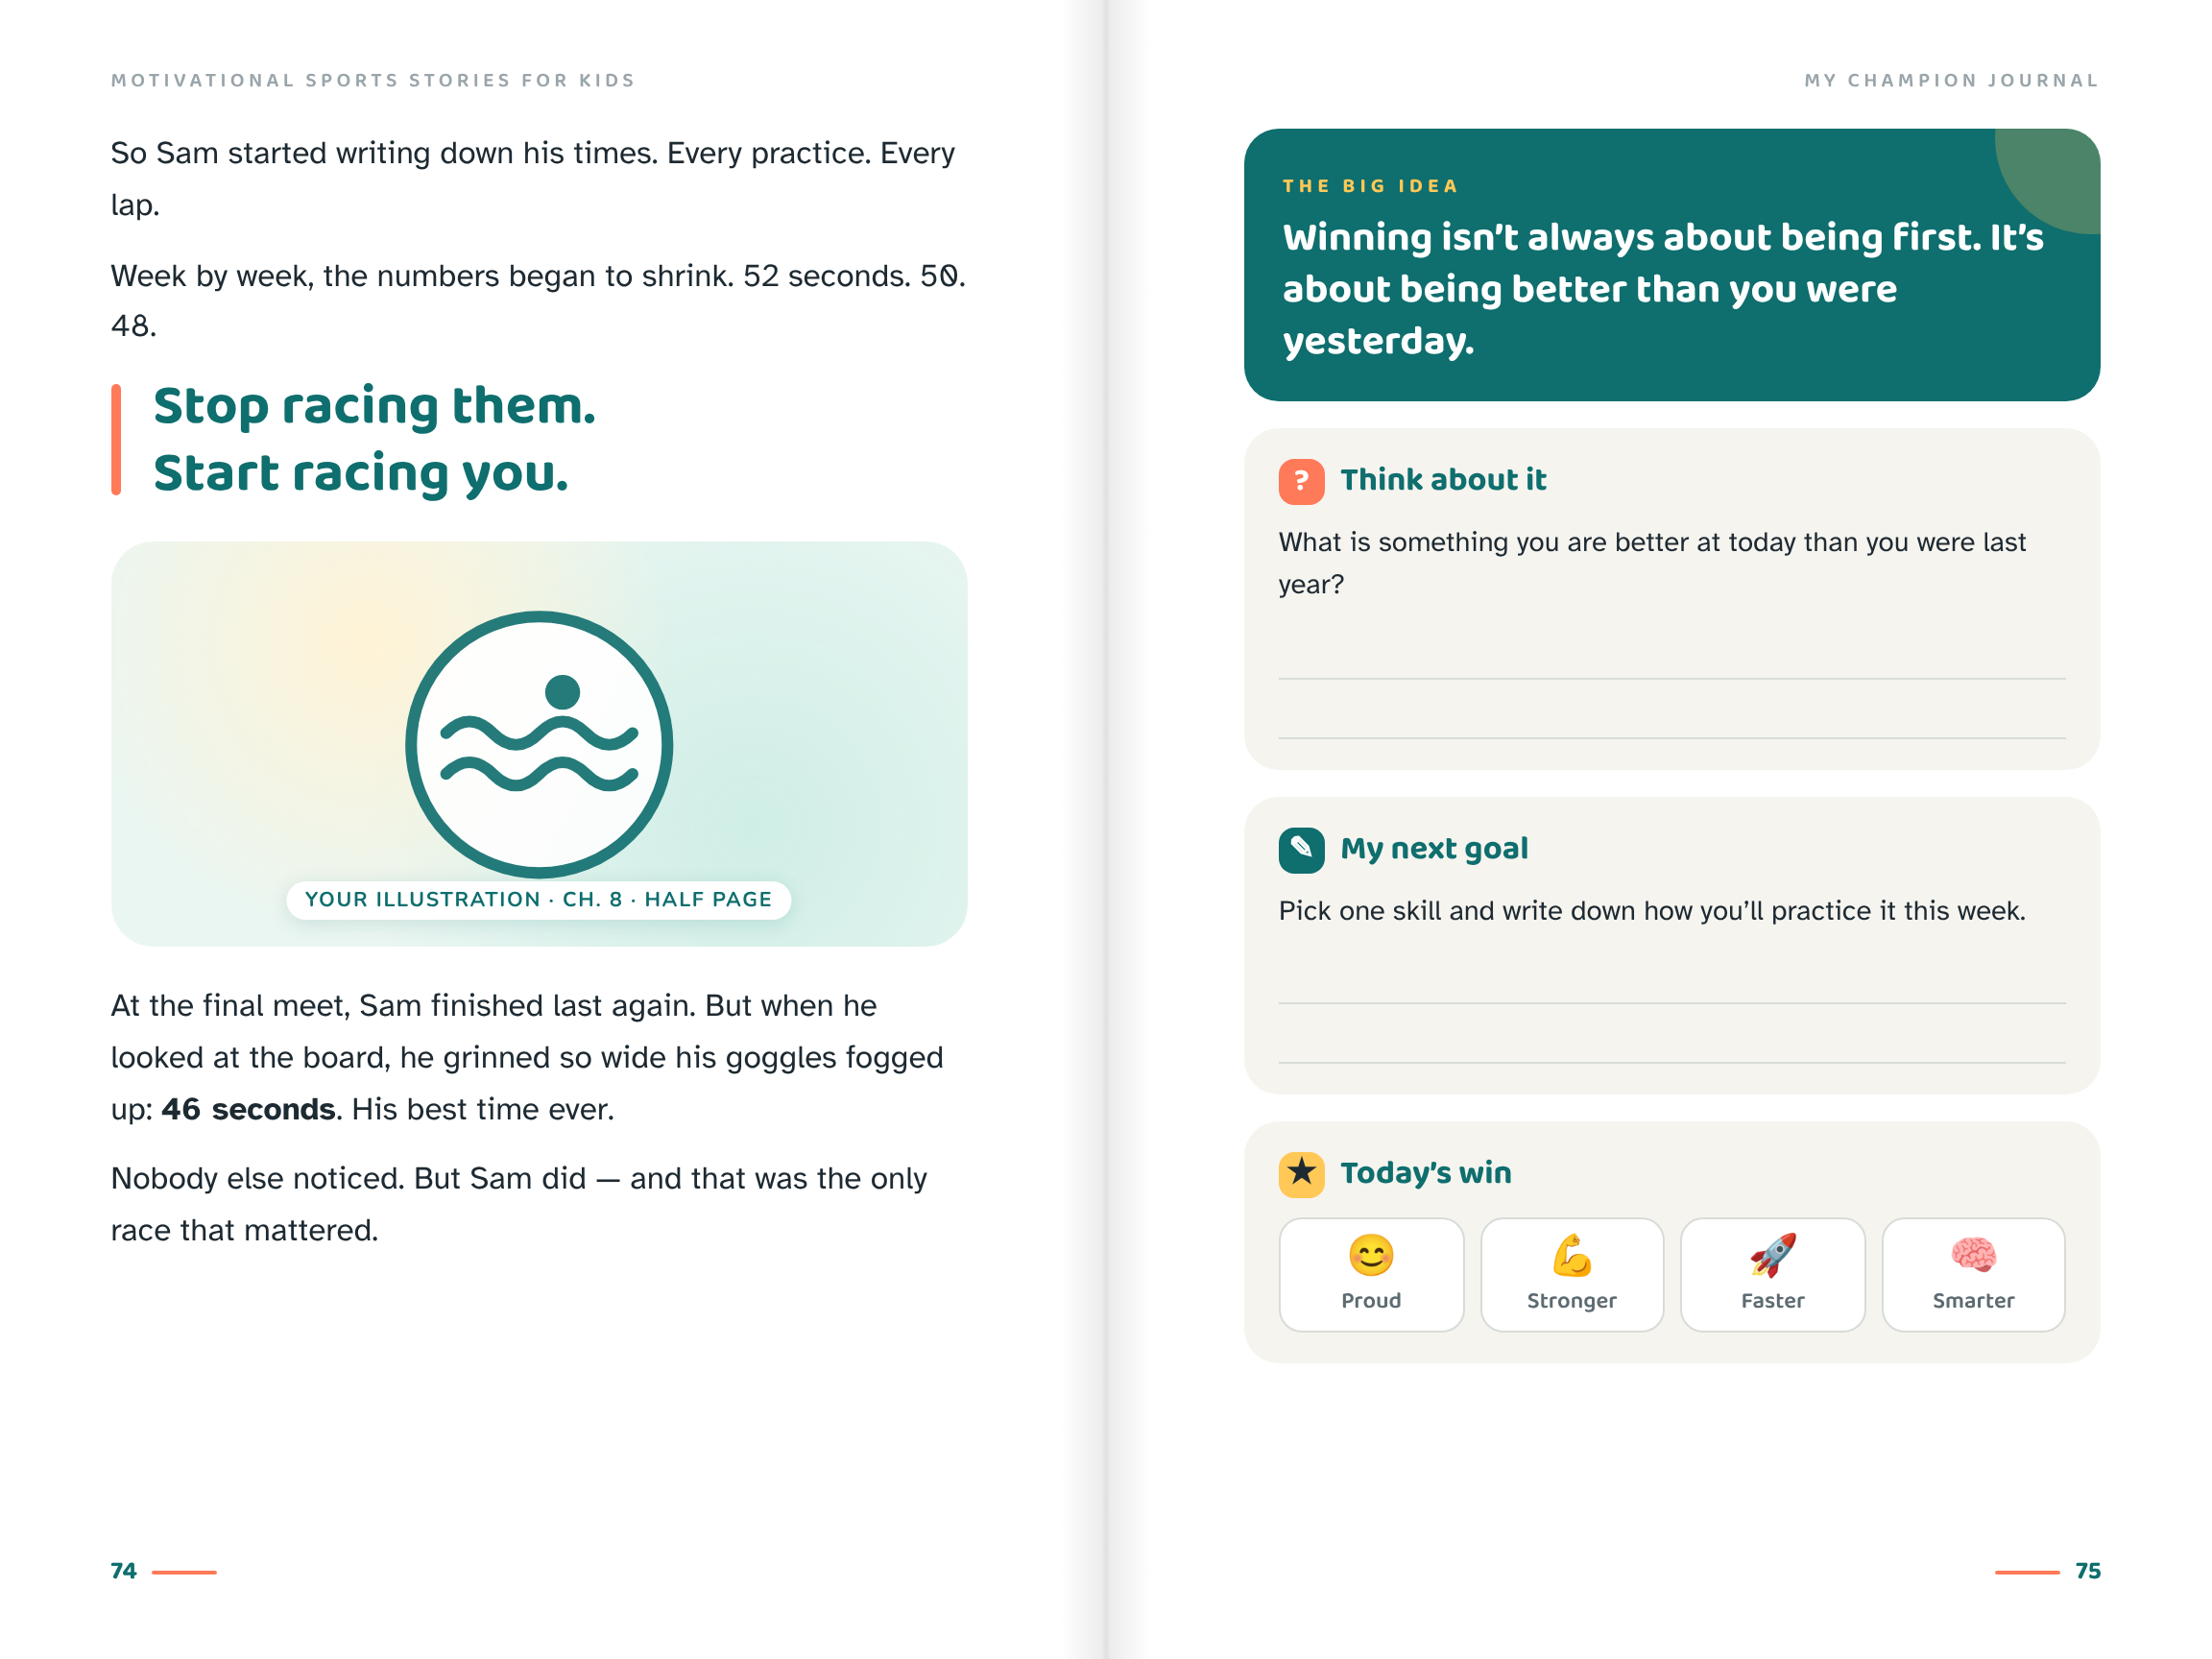 MOTIVATIONAL SPORTS STORIES FOR KIDS
So Sam started writing down his times. Every practice. Every
lap.
Week by week, the numbers began to shrink. 52 seconds. 50.
48.
Stop racing them.
Start racing you.
YOUR ILLUSTRATION · CH. 8 · HALF PAGE
At the final meet, Sam finished last again. But when he
looked at the board, he grinned so wide his goggles fogged
up: 46 seconds. His best time ever.
Nobody else noticed. But Sam did — and that was the only
race that mattered.
74
MY CHAMPION JOURNAL
THE BIG IDEA
Winning isn’t always about being first. It’s
about being better than you were
yesterday.
? Think about it
What is something you are better at today than you were last
year?
My next goal
Pick one skill and write down how you’ll practice it this week.
Today’s win
Proud Stronger Faster Smarter
75